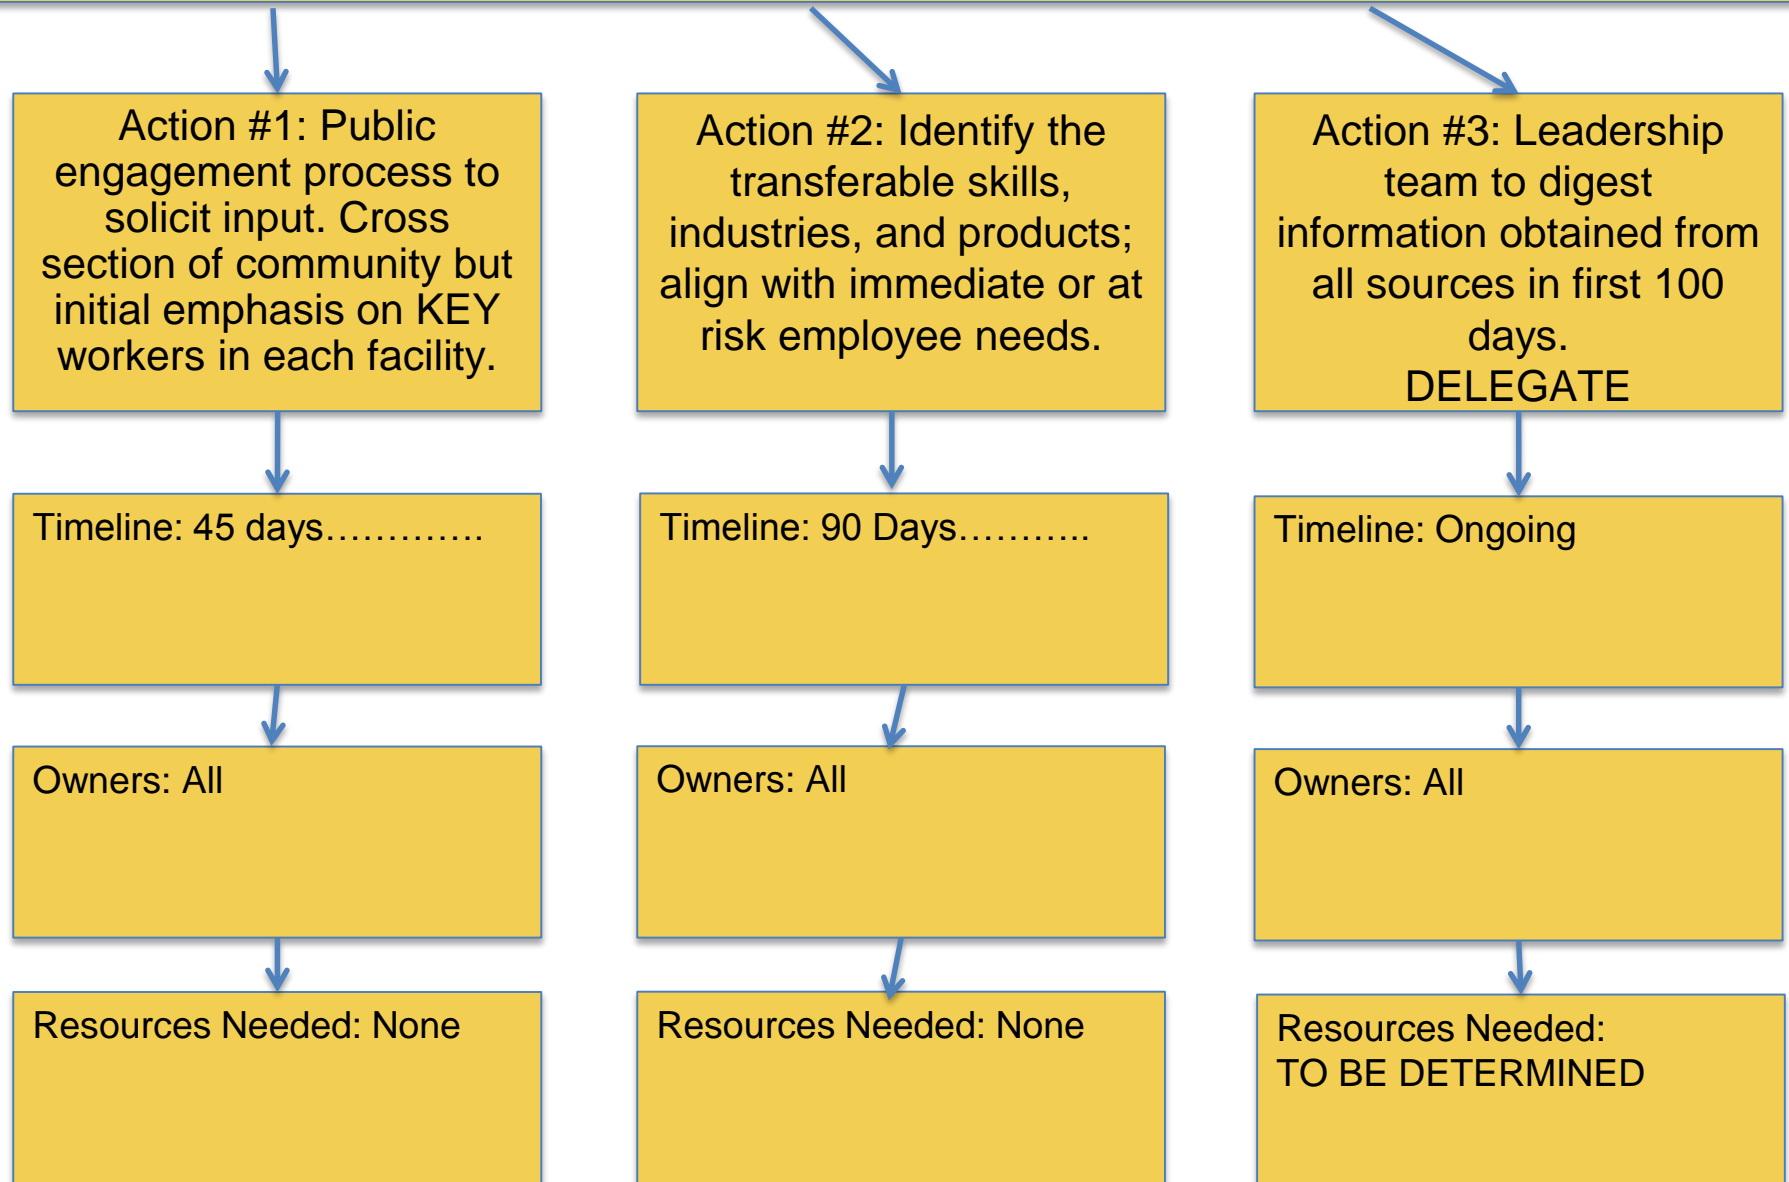 Action #1: Public
engagement process to
solicit input. Cross
section of community but
initial emphasis on KEY
workers in each facility.
Action #2: Identify the
transferable skills,
industries, and products;
align with immediate or at
risk employee needs.
Action #3: Leadership
team to digest
information obtained from
all sources in first 100
days.
DELEGATE
Timeline: 45 days………….
Timeline: 90 Days………..
Timeline: Ongoing
Owners: All
Owners: All
Owners: All
Resources Needed: None
Resources Needed: None
Resources Needed:
TO BE DETERMINED